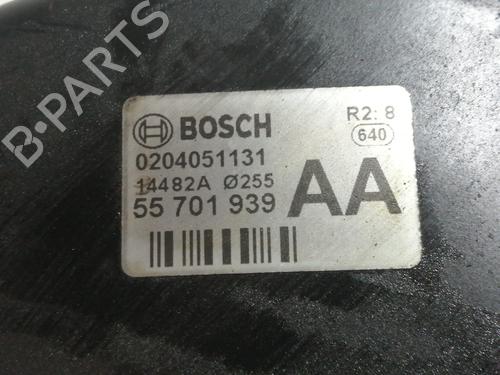 BOSCH
R2: 8
640
0204051131
14482A Ø255
55 701 939
AA
B-PARTS